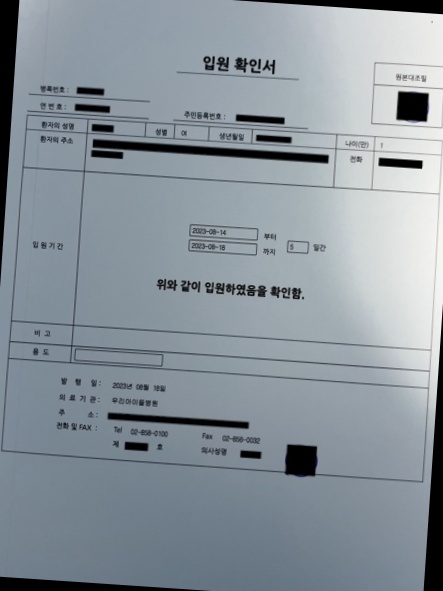 입원 확인서
원본대조필
병록번호 :
연 번 호 :
주민등록번호 :
환자의 성명 성별 여 생년월일 나이(만) 1
환자의 주소 전화
입원기간
2023-08-14 부터
2023-08-18 까지 5 일간
위와 같이 입원하였음을 확인함.
비 고
용 도
발 행 일 : 2023년 08월 18일
의 료 기 관 : 우리아이들병원
주 소 :
전화 및 FAX : Tel 02-858-0100 Fax 02-856-0032
제 호 의사성명